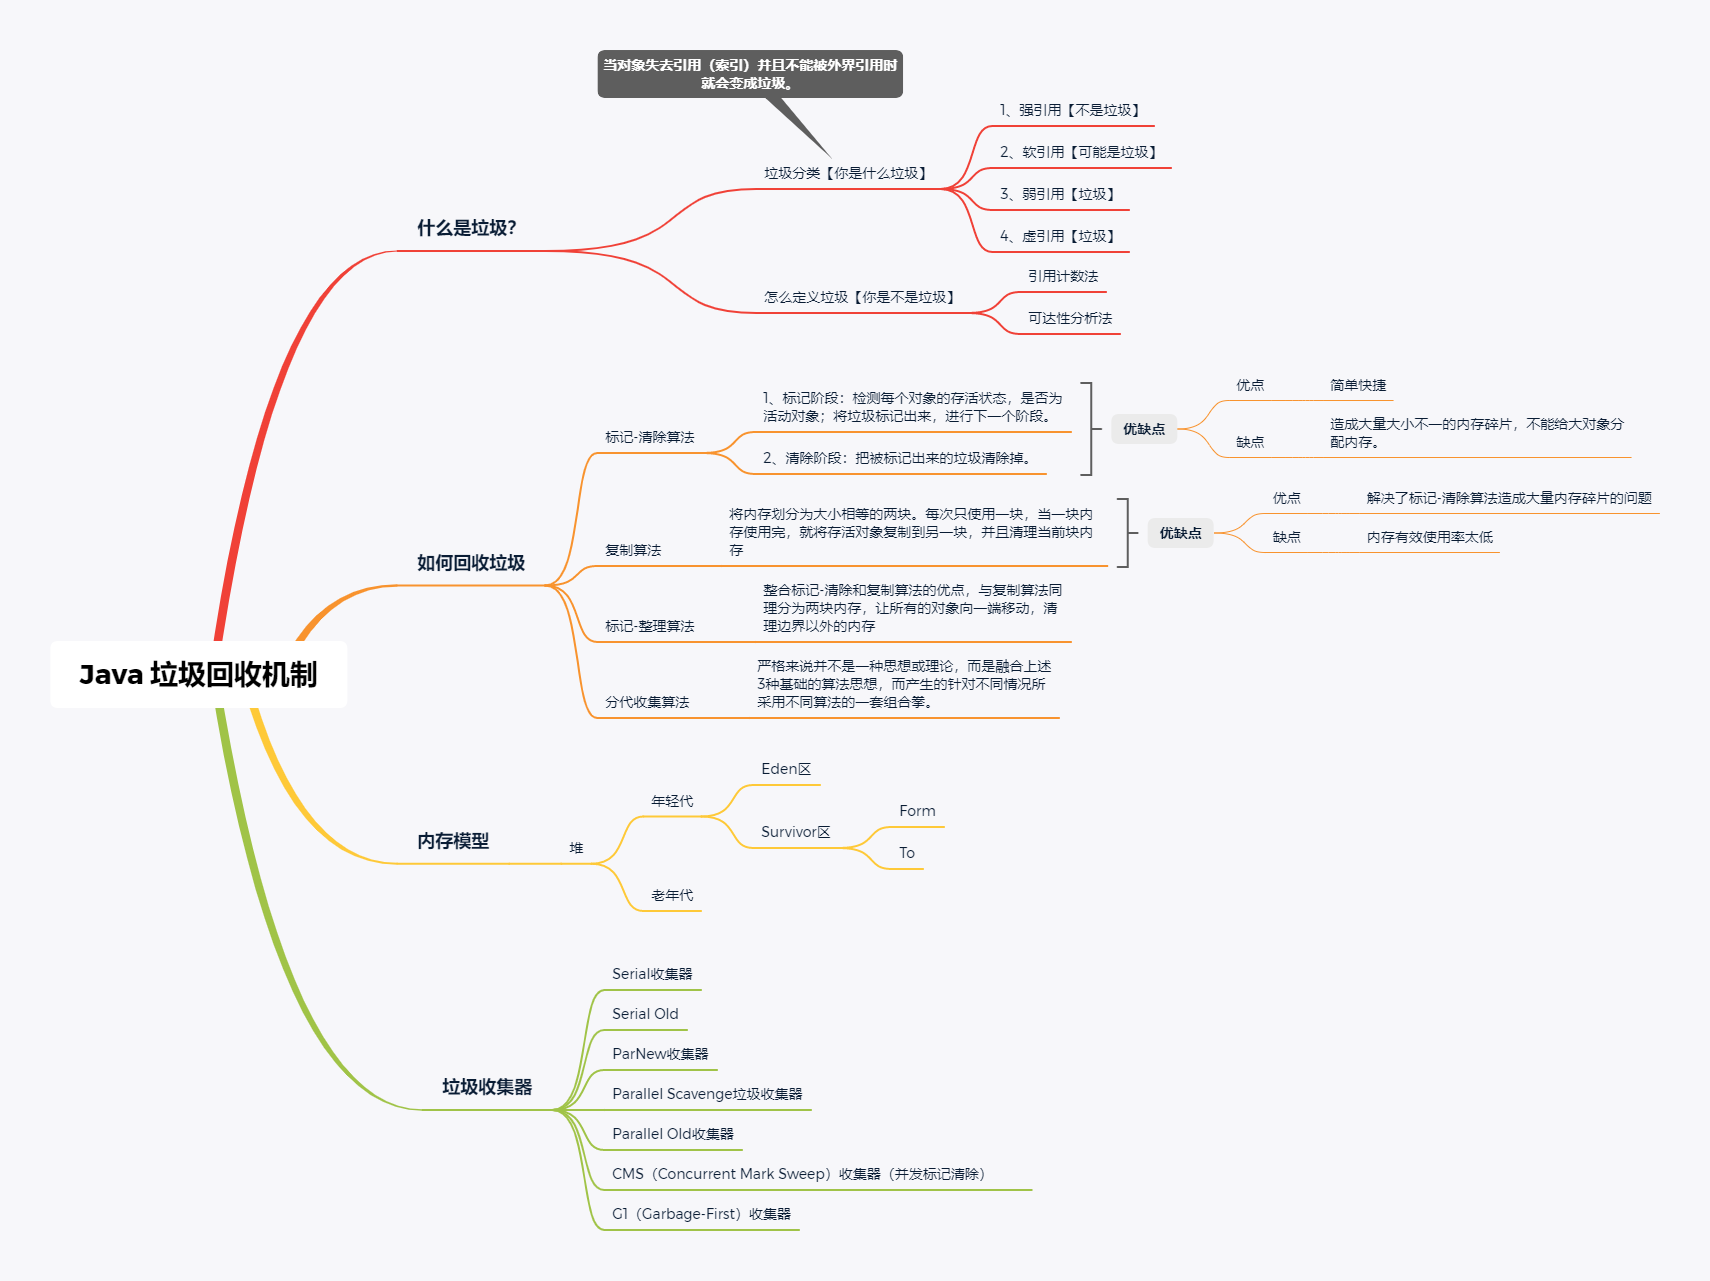 当对象失去引用（索引）并且不能被外界引用时
就会变成垃圾。
1、强引用【不是垃圾】
2、软引用【可能是垃圾】
垃圾分类【你是什么垃圾】
3、弱引用【垃圾】
4、虚引用【垃圾】
什么是垃圾？
引用计数法
怎么定义垃圾【你是不是垃圾】
可达性分析法
1、标记阶段：检测每个对象的存活状态，是否为
活动对象；将垃圾标记出来，进行下一个阶段。
标记-清除算法
2、清除阶段：把被标记出来的垃圾清除掉。
优缺点
优点
简单快捷
缺点
造成大量大小不一的内存碎片，不能给大对象分
配内存。
将内存划分为大小相等的两块。每次只使用一块，当一块内
存使用完，就将存活对象复制到另一块，并且清理当前块内
存
复制算法
优缺点
优点
解决了标记-清除算法造成大量内存碎片的问题
缺点
内存有效使用率太低
如何回收垃圾
整合标记-清除和复制算法的优点，与复制算法同
理分为两块内存，让所有的对象向一端移动，清
理边界以外的内存
标记-整理算法
严格来说并不是一种思想或理论，而是融合上述
3种基础的算法思想，而产生的针对不同情况所
采用不同算法的一套组合拳。
分代收集算法
Java 垃圾回收机制
内存模型
堆
年轻代
Eden区
Survivor区
Form
To
老年代
垃圾收集器
Serial收集器
Serial Old
ParNew收集器
Parallel Scavenge垃圾收集器
Parallel Old收集器
CMS（Concurrent Mark Sweep）收集器（并发标记清除）
G1（Garbage-First）收集器